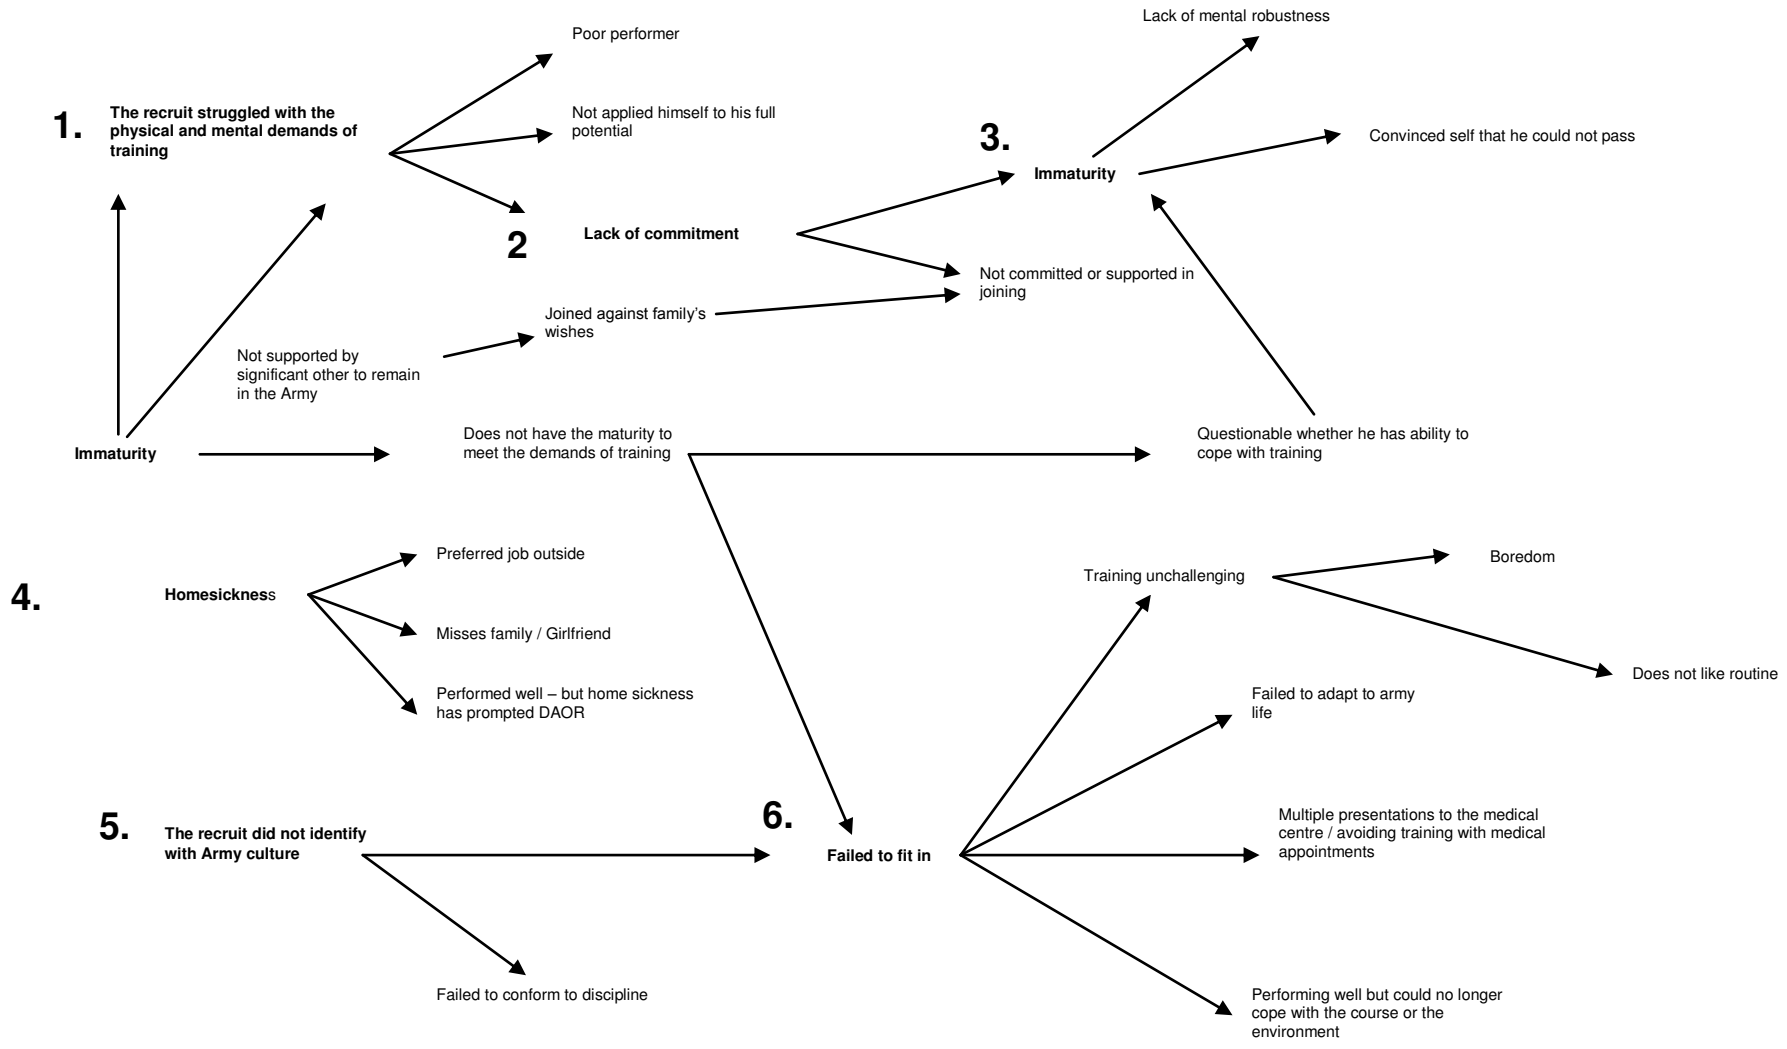 Lack of mental robustness
Poor performer
1.
The recruit struggled with the
physical and mental demands of
training
Not applied himself to his full
potential
3.
Immaturity
Convinced self that he could not pass
2
Lack of commitment
Not committed or supported in
joining
Joined against family’s
wishes
Not supported by
significant other to remain
in the Army
Immaturity
Does not have the maturity to
meet the demands of training
Questionable whether he has ability to
cope with training
4.
Homesickness
Preferred job outside
Misses family / Girlfriend
Performed well – but home sickness
has prompted DAOR
Training unchallenging
Boredom
Does not like routine
Failed to adapt to army
life
5.
The recruit did not identify
with Army culture
6.
Failed to fit in
Multiple presentations to the medical
centre / avoiding training with medical
appointments
Failed to conform to discipline
Performing well but could no longer
cope with the course or the
environment